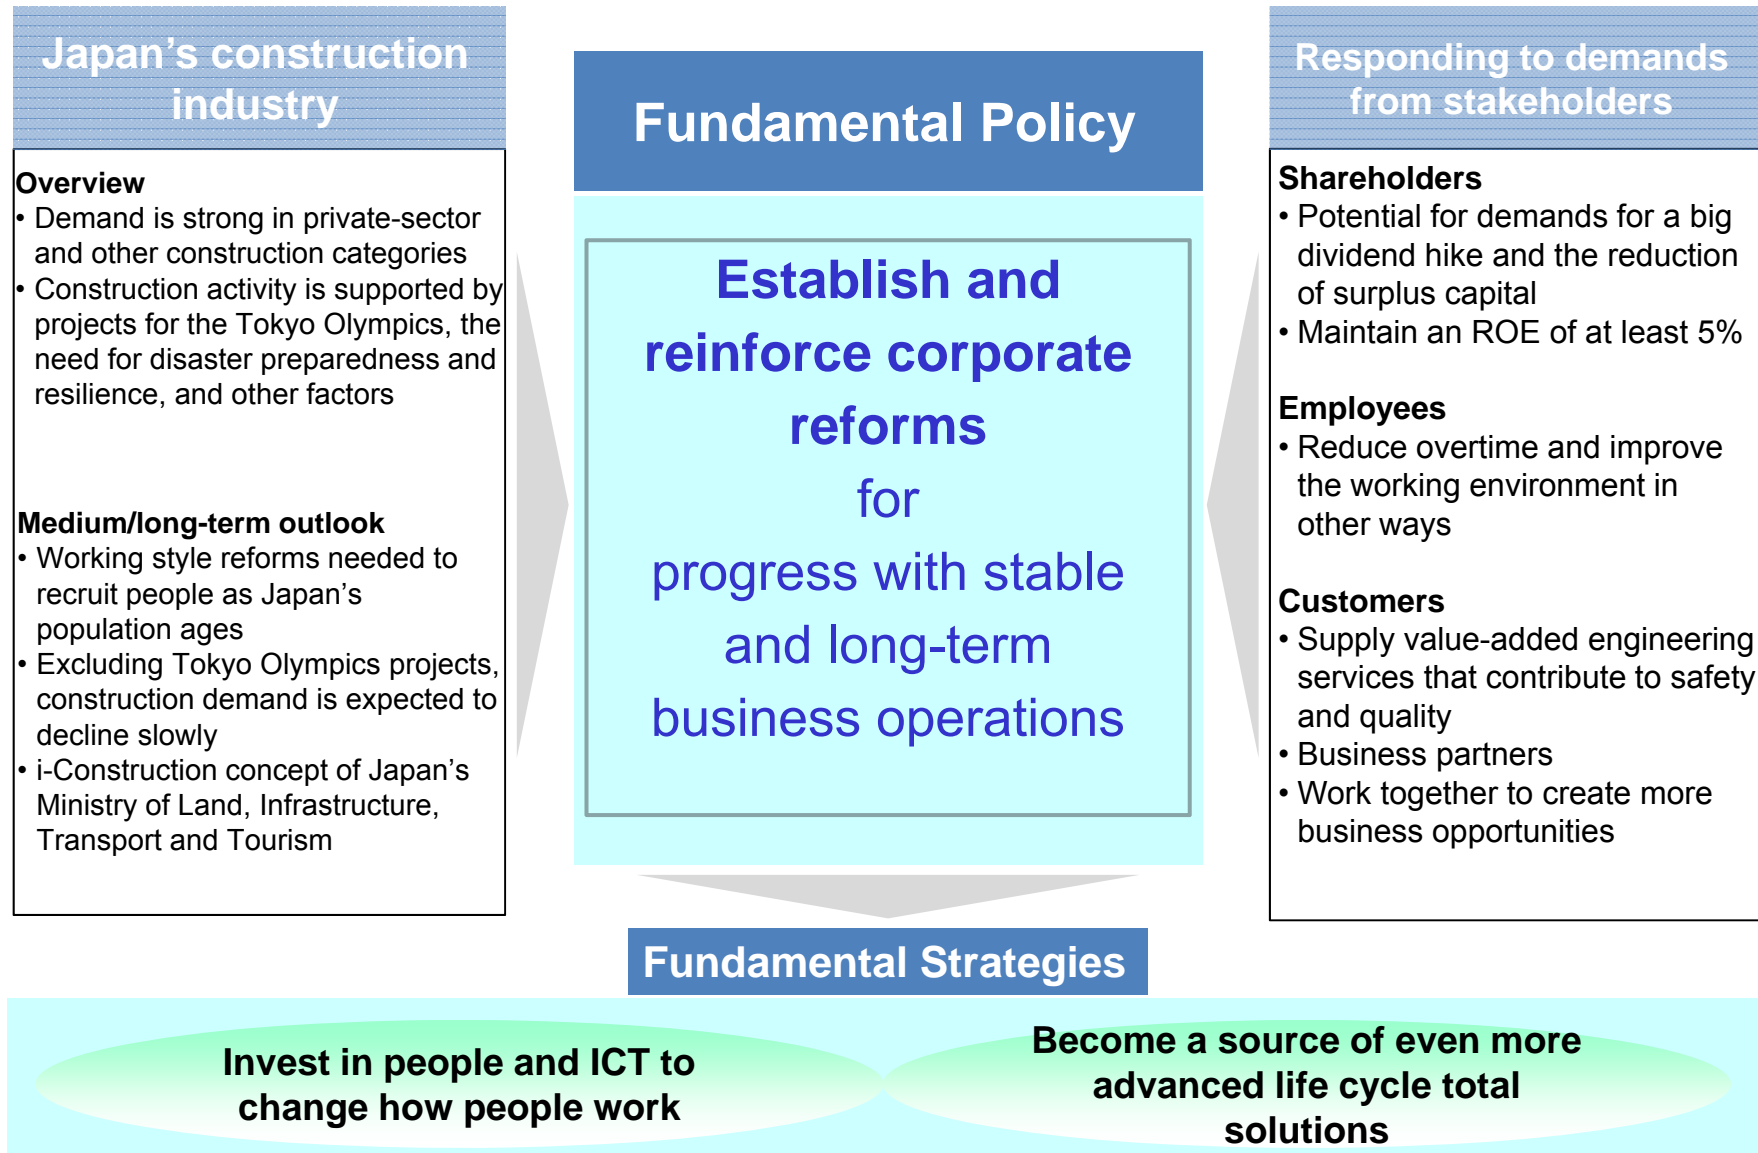 Japan’s construction
industry
Overview
• Demand is strong in private-sector
and other construction categories
• Construction activity is supported by
projects for the Tokyo Olympics, the
need for disaster preparedness and
resilience, and other factors
Medium/long-term outlook
• Working style reforms needed to
recruit people as Japan’s
population ages
• Excluding Tokyo Olympics projects,
construction demand is expected to
decline slowly
• i-Construction concept of Japan’s
Ministry of Land, Infrastructure,
Transport and Tourism
Fundamental Policy
Establish and
reinforce corporate
reforms
for
progress with stable
and long-term
business operations
Responding to demands
from stakeholders
Shareholders
• Potential for demands for a big
dividend hike and the reduction
of surplus capital
• Maintain an ROE of at least 5%
Employees
• Reduce overtime and improve
the working environment in
other ways
Customers
• Supply value-added engineering
services that contribute to safety
and quality
• Business partners
• Work together to create more
business opportunities
Fundamental Strategies
Invest in people and ICT to
change how people work
Become a source of even more
advanced life cycle total
solutions